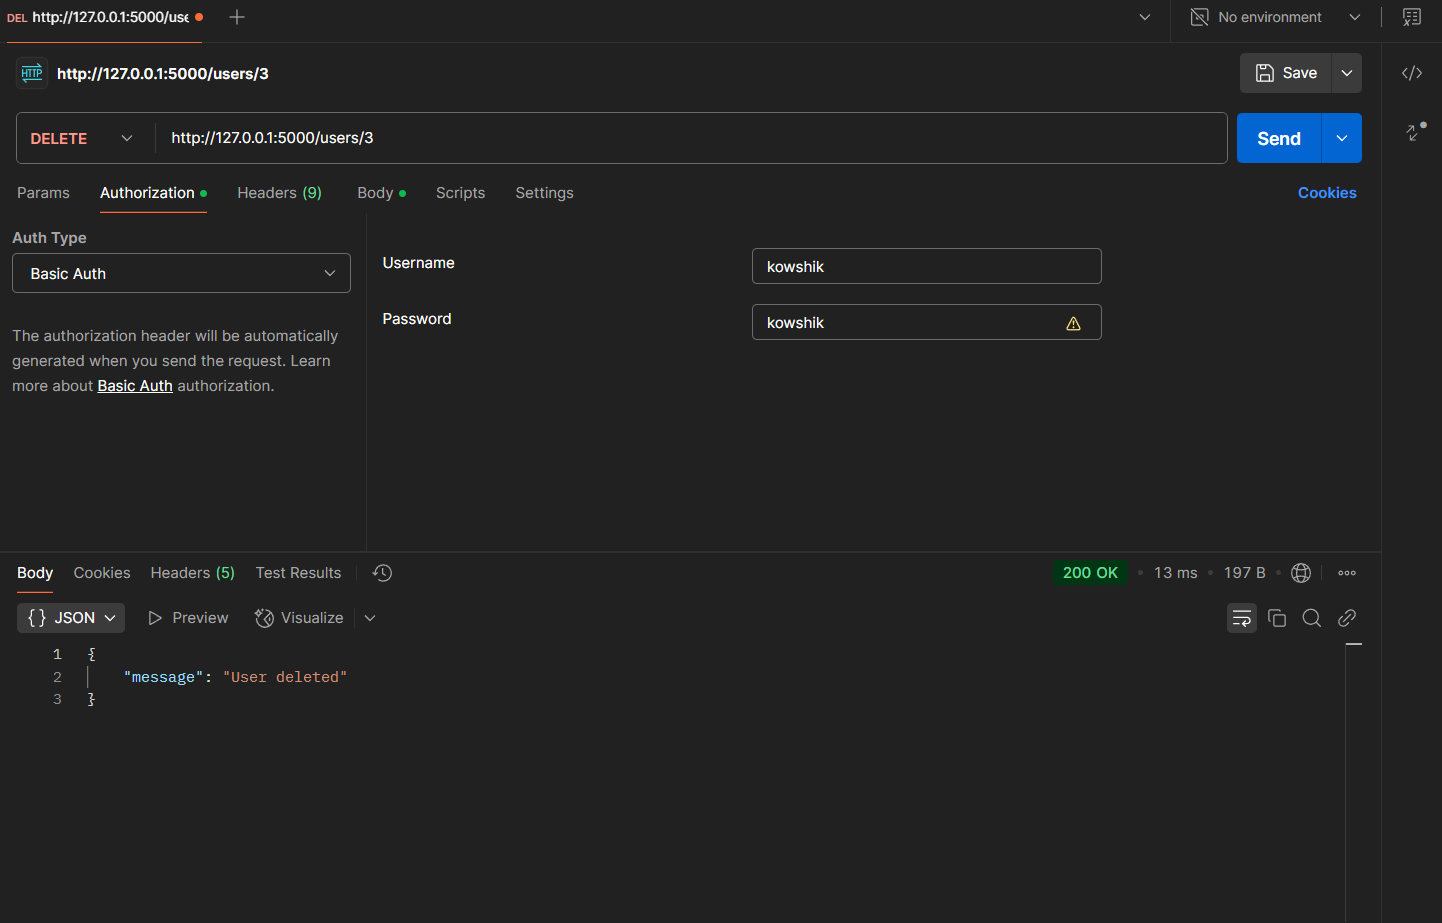 DEL http://127.0.0.1:5000/use
No environment
HTTP http://127.0.0.1:5000/users/3
Save
DELETE http://127.0.0.1:5000/users/3
Send
Params Authorization Headers (9) Body Scripts Settings Cookies
Auth Type
Basic Auth
The authorization header will be automatically
generated when you send the request. Learn
more about Basic Auth authorization.
Username kowshik
Password kowshik
Body Cookies Headers (5) Test Results 200 OK • 13 ms • 197 B
{} JSON Preview Visualize
1 {
2 "message": "User deleted"
3 }